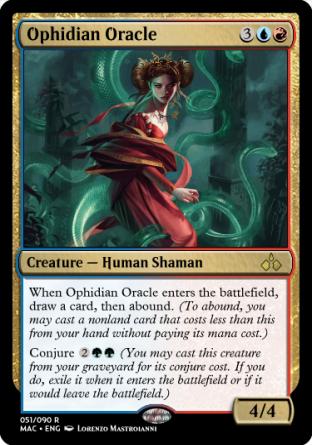 Ophidian Oracle 3
Creature — Human Shaman
When Ophidian Oracle enters the battlefield,
draw a card, then abound. (To abound, you
may cast a nonland card that costs less than this
from your hand without paying its mana cost.)
Conjure 2 (You may cast this creature
from your graveyard for its conjure cost. If you
do, exile it when it enters the battlefield or if it
would leave the battlefield.)
051/090 R
MAC • ENG Lorenzo Mastroianni
4/4